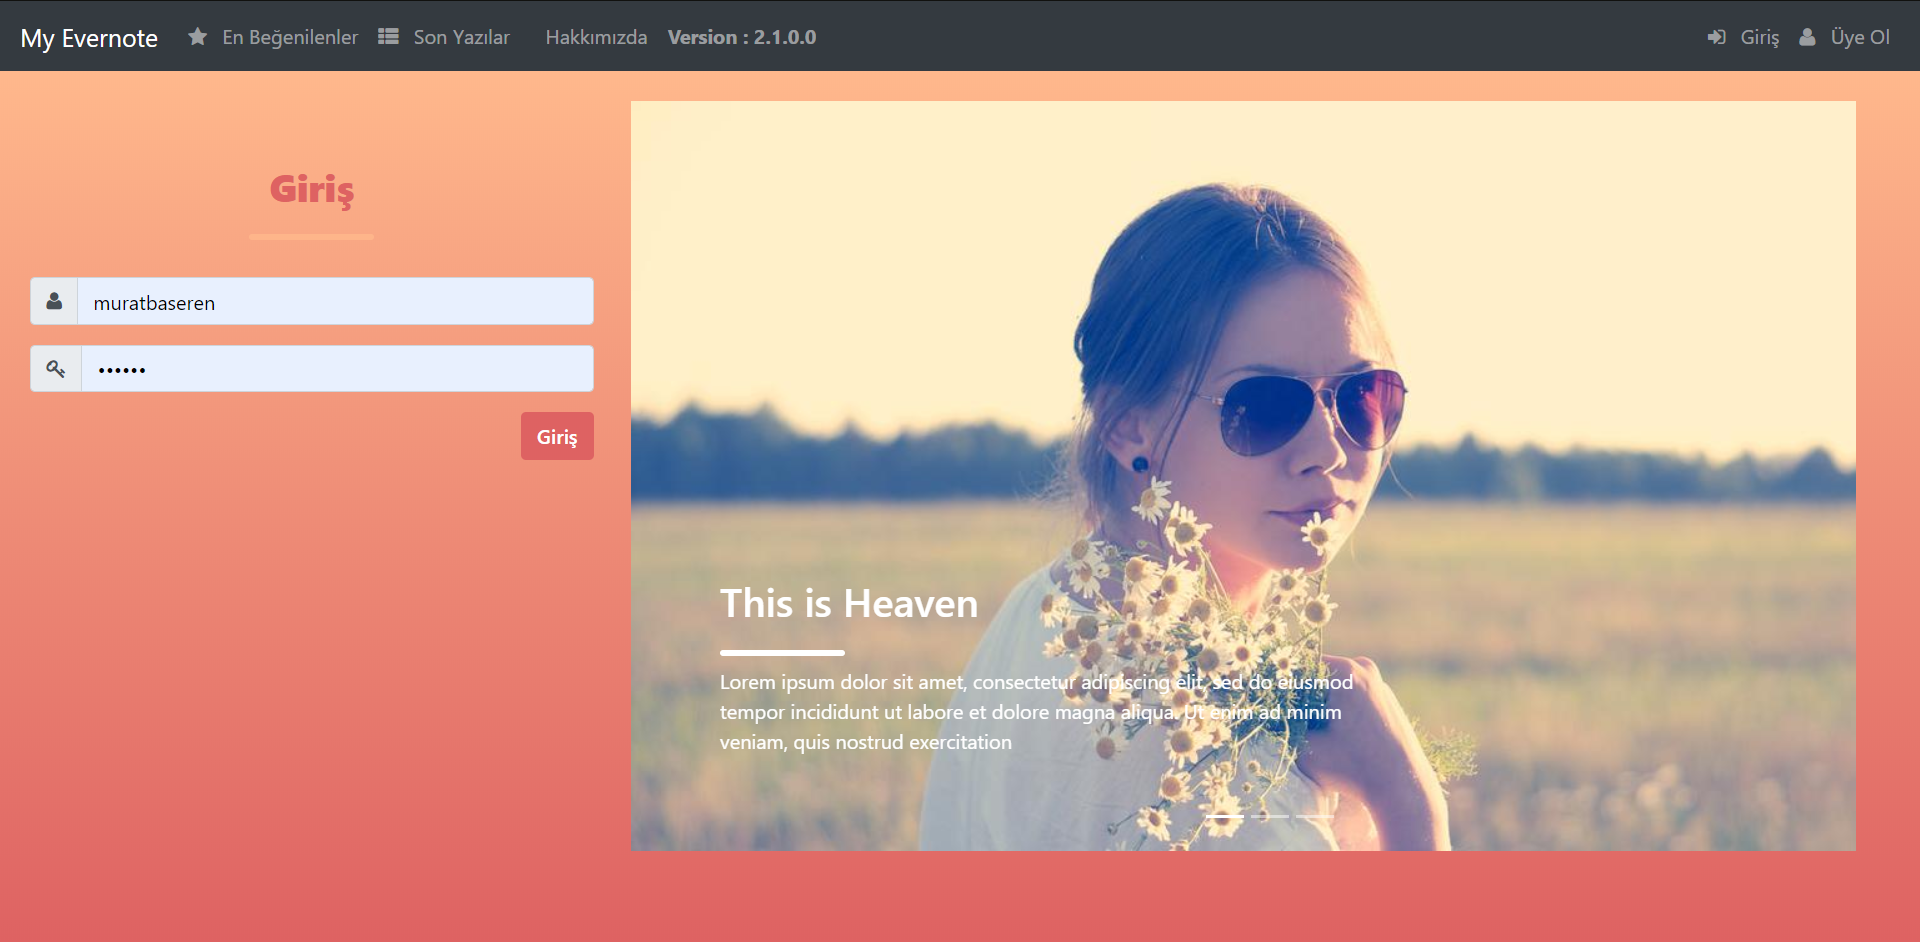 My Evernote
En Beğenilenler
Son Yazılar
Hakkımızda
Version : 2.1.0.0
Giriş
Üye Ol
Giriş
muratbaseren
••••••
Giriş
This is Heaven
Lorem ipsum dolor sit amet, consectetur adipiscing elit, sed do eiusmod
tempor incididunt ut labore et dolore magna aliqua. Ut enim ad minim
veniam, quis nostrud exercitation